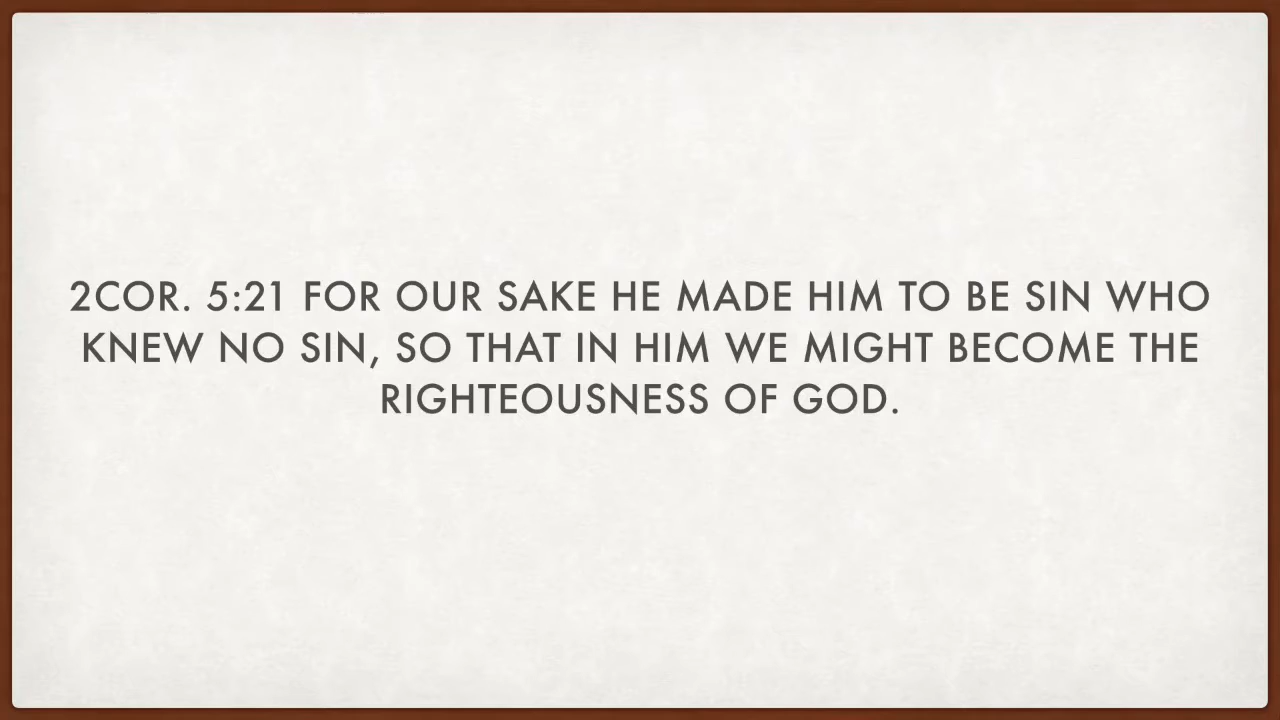 2COR. 5:21 FOR OUR SAKE HE MADE HIM TO BE SIN WHO
KNEW NO SIN, SO THAT IN HIM WE MIGHT BECOME THE
RIGHTEOUSNESS OF GOD.